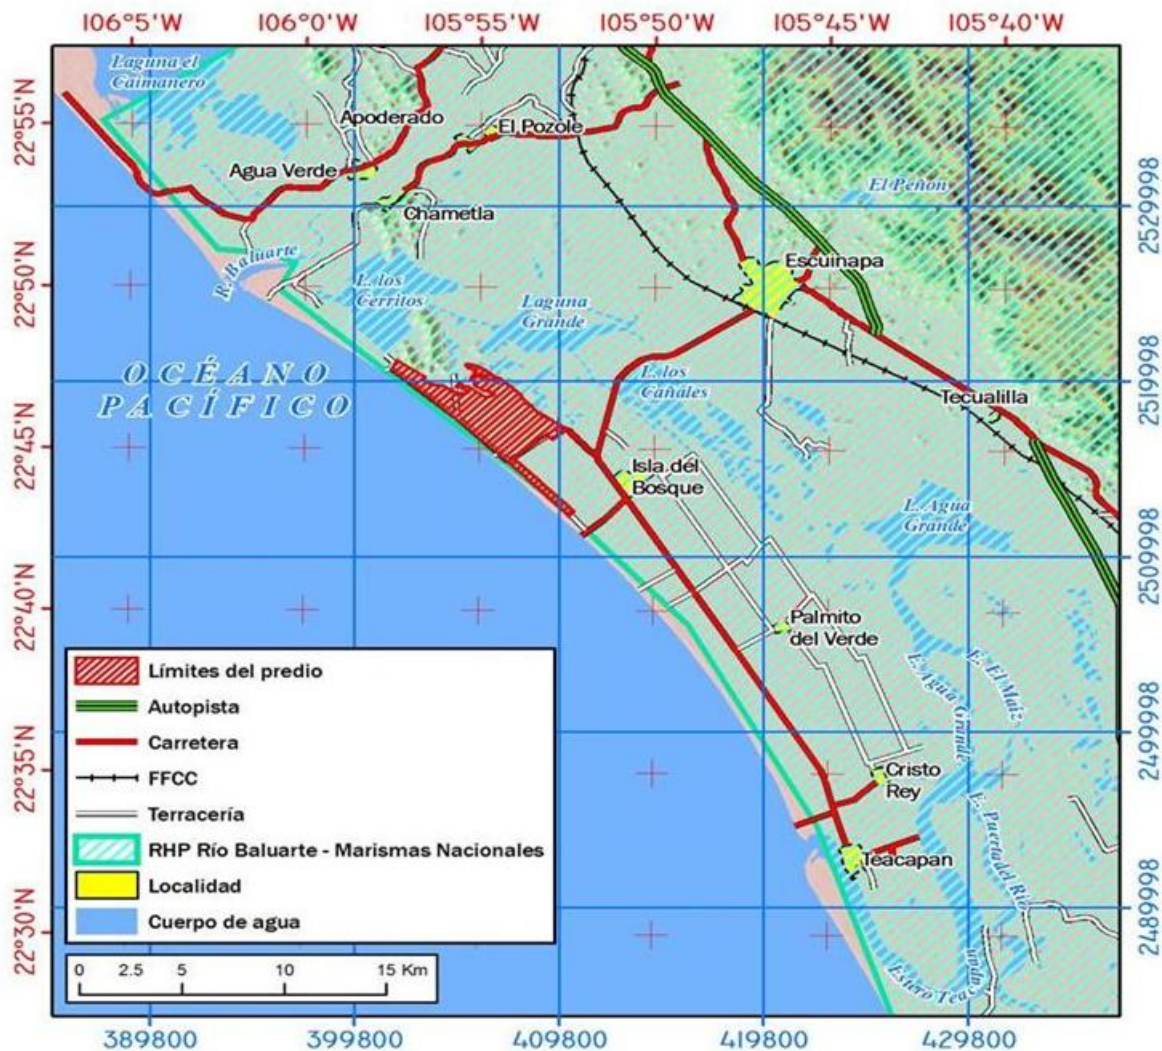 106°5'W 106°0'W 105°55'W 105°50'W 105°45'W 105°40'W
22°55'N
22°50'N
22°45'N
22°40'N
22°35'N
22°30'N
2529998
2519998
2509998
2499998
2489998
Laguna el
Caimanero
Apoderado
El Pozole
Agua Verde
Chametla
El Peñon
R. Baluarte
Escuinapa
L. los
Cerritos
Laguna
Grande
OCÉANO
PACÍFICO
L. los
Cañales
Tecualilla
Isla del
Bosque
L. Agua
Grande
Palmito
del Verde
E. Agua Grande
E. El Maiz
Cristo
Rey
E. Puerta del Río
Teacapan
Estero Teacapan
Límites del predio
Autopista
Carretera
FFCC
Terracería
RHP Río Baluarte - Marismas Nacionales
Localidad
Cuerpo de agua
0 2.5 5 10 15 Km
389800 399800 409800 419800 429800